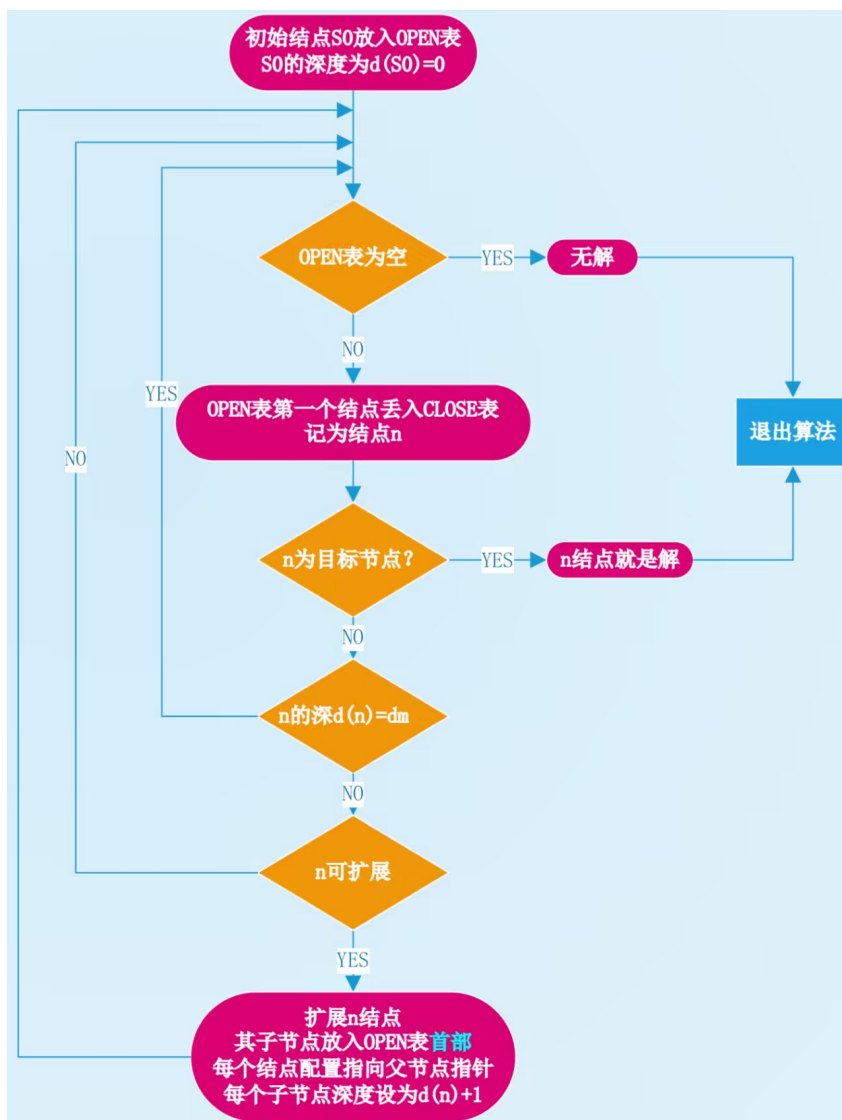 初始结点S0放入OPEN表
S0的深度为d(S0)=0
OPEN表为空
YES
无解
NO
YES
OPEN表第一个结点丢入CLOSE表
记为结点n
退出算法
NO
n为目标节点？
YES
n结点就是解
NO
n的深d(n)=dm
NO
n可扩展
YES
扩展n结点
其子节点放入OPEN表首部
每个结点配置指向父节点指针
每个子节点深度设为d(n)+1